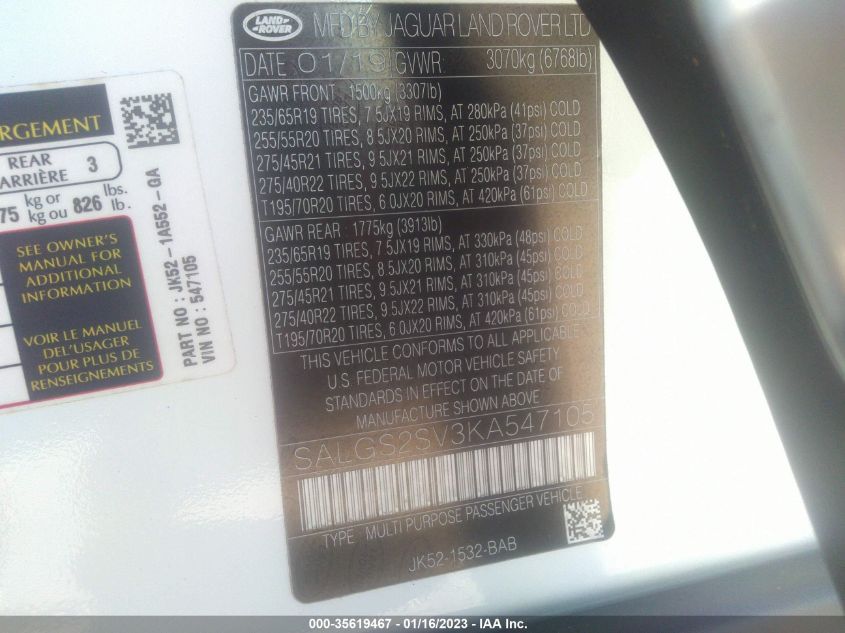 LAND-
ROVER
MFD BY JAGUAR LAND ROVER LTD
DATE 01/19 GVWR 3070kg (6768lb)
GAWR FRONT 1500kg (3307lb)
235/65R19 TIRES, 7.5JX19 RIMS, AT 280kPa (41psi) COLD
255/55R20 TIRES, 8.5JX20 RIMS, AT 250kPa (37psi) COLD
275/45R21 TIRES, 9.5JX21 RIMS, AT 250kPa (37psi) COLD
275/40R22 TIRES, 9.5JX22 RIMS, AT 250kPa (37psi) COLD
T195/70R20 TIRES, 6.0JX20 RIMS, AT 420kPa (61psi) COLD
GAWR REAR : 1775kg (3913lb)
235/65R19 TIRES, 7.5JX19 RIMS, AT 330kPa (48psi) COLD
255/55R20 TIRES, 8.5JX20 RIMS, AT 310kPa (45psi) COLD
275/45R21 TIRES, 9.5JX21 RIMS, AT 310kPa (45psi) COLD
275/40R22 TIRES, 9.5JX22 RIMS, AT 310kPa (45psi) COLD
T195/70R20 TIRES, 6.0JX20 RIMS, AT 420kPa (61psi) COLD
THIS VEHICLE CONFORMS TO ALL APPLICABLE
U.S. FEDERAL MOTOR VEHICLE SAFETY
STANDARDS IN EFFECT ON THE DATE OF
MANUFACTURE SHOWN ABOVE
SALGS2SV3KA547105
TYPE : MULTI PURPOSE PASSENGER VEHICLE
JK52-1532-BAB
REAR
ARRIÈRE 3
75 kg or 826 lbs.
kg ou lb.
SEE OWNER'S
MANUAL FOR
ADDITIONAL
INFORMATION
VOIR LE MANUEL
DEL'USAGER
POUR PLUS DE
RENSEIGNEMENTS
PART NO : JK52-1A552-GA
VIN NO : 547105
000-35619467 - 01/16/2023 - IAA Inc.